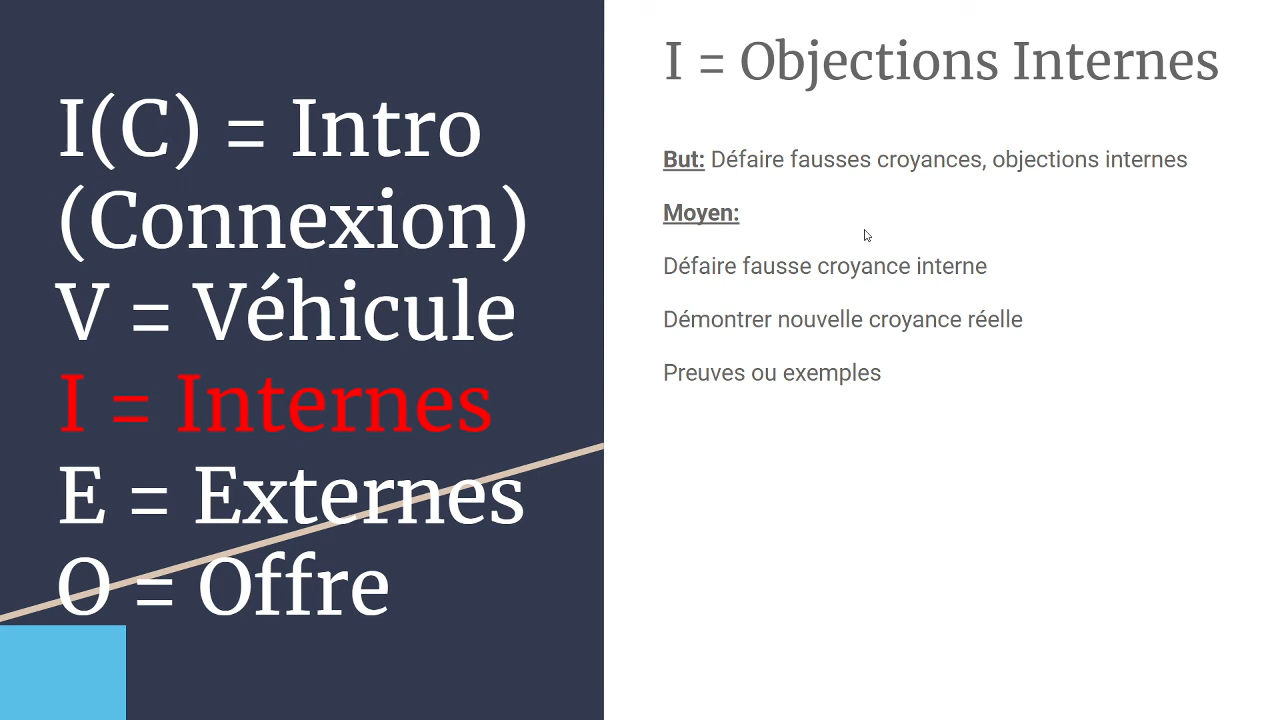 I(C) = Intro
(Connexion)
V = Véhicule
I = Internes
E = Externes
O = Offre
I = Objections Internes
But: Défaire fausses croyances, objections internes
Moyen:
Défaire fausse croyance interne
Démontrer nouvelle croyance réelle
Preuves ou exemples